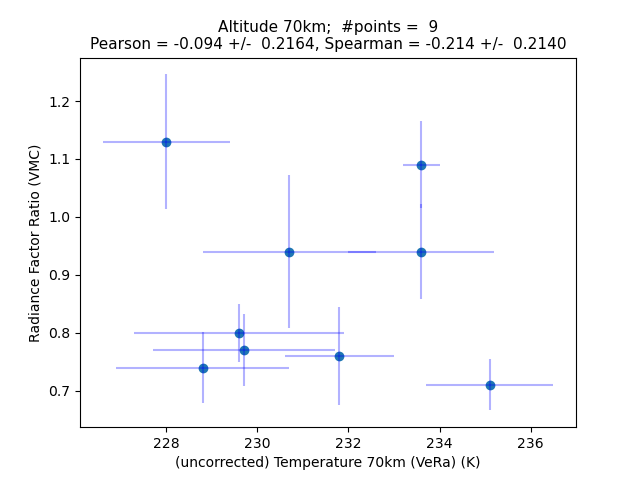 Altitude 70km;  #points =  9
Pearson = -0.094 +/-  0.2164, Spearman = -0.214 +/-  0.2140
Radiance Factor Ratio (VMC)
1.2
1.1
1.0
0.9
0.8
0.7
228 230 232 234 236
(uncorrected) Temperature 70km (VeRa) (K)